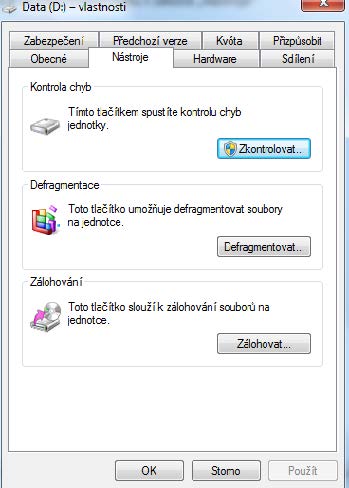 Data (D:) – vlastnosti
Zabezpečení Předchozí verze Kvóta Přizpůsobit
Obecné Nástroje Hardware Sdílení
Kontrola chyb
Tímto tlačítkem spustíte kontrolu chyb
jednotky.
Zkontrolovat...
Defragmentace
Toto tlačítko umožňuje defragmentovat soubory
na jednotce.
Defragmentovat...
Zálohování
Toto tlačítko slouží k zálohování souborů na
jednotce.
Zálohovat...
OK Storno Použít